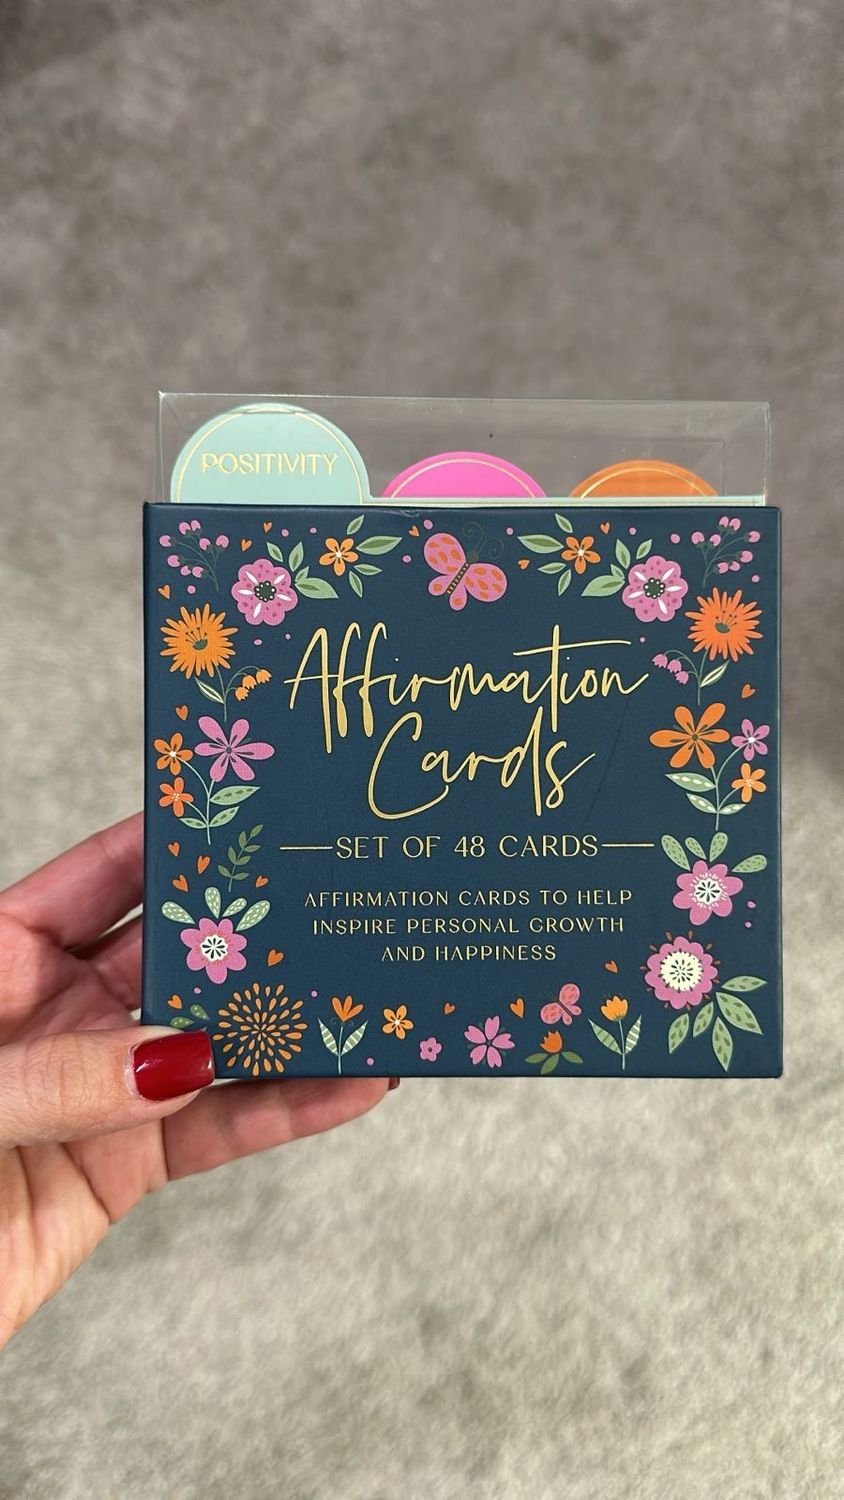 POSITIVITY
Affirmation
Cards
SET OF 48 CARDS
AFFIRMATION CARDS TO HELP
INSPIRE PERSONAL GROWTH
AND HAPPINESS